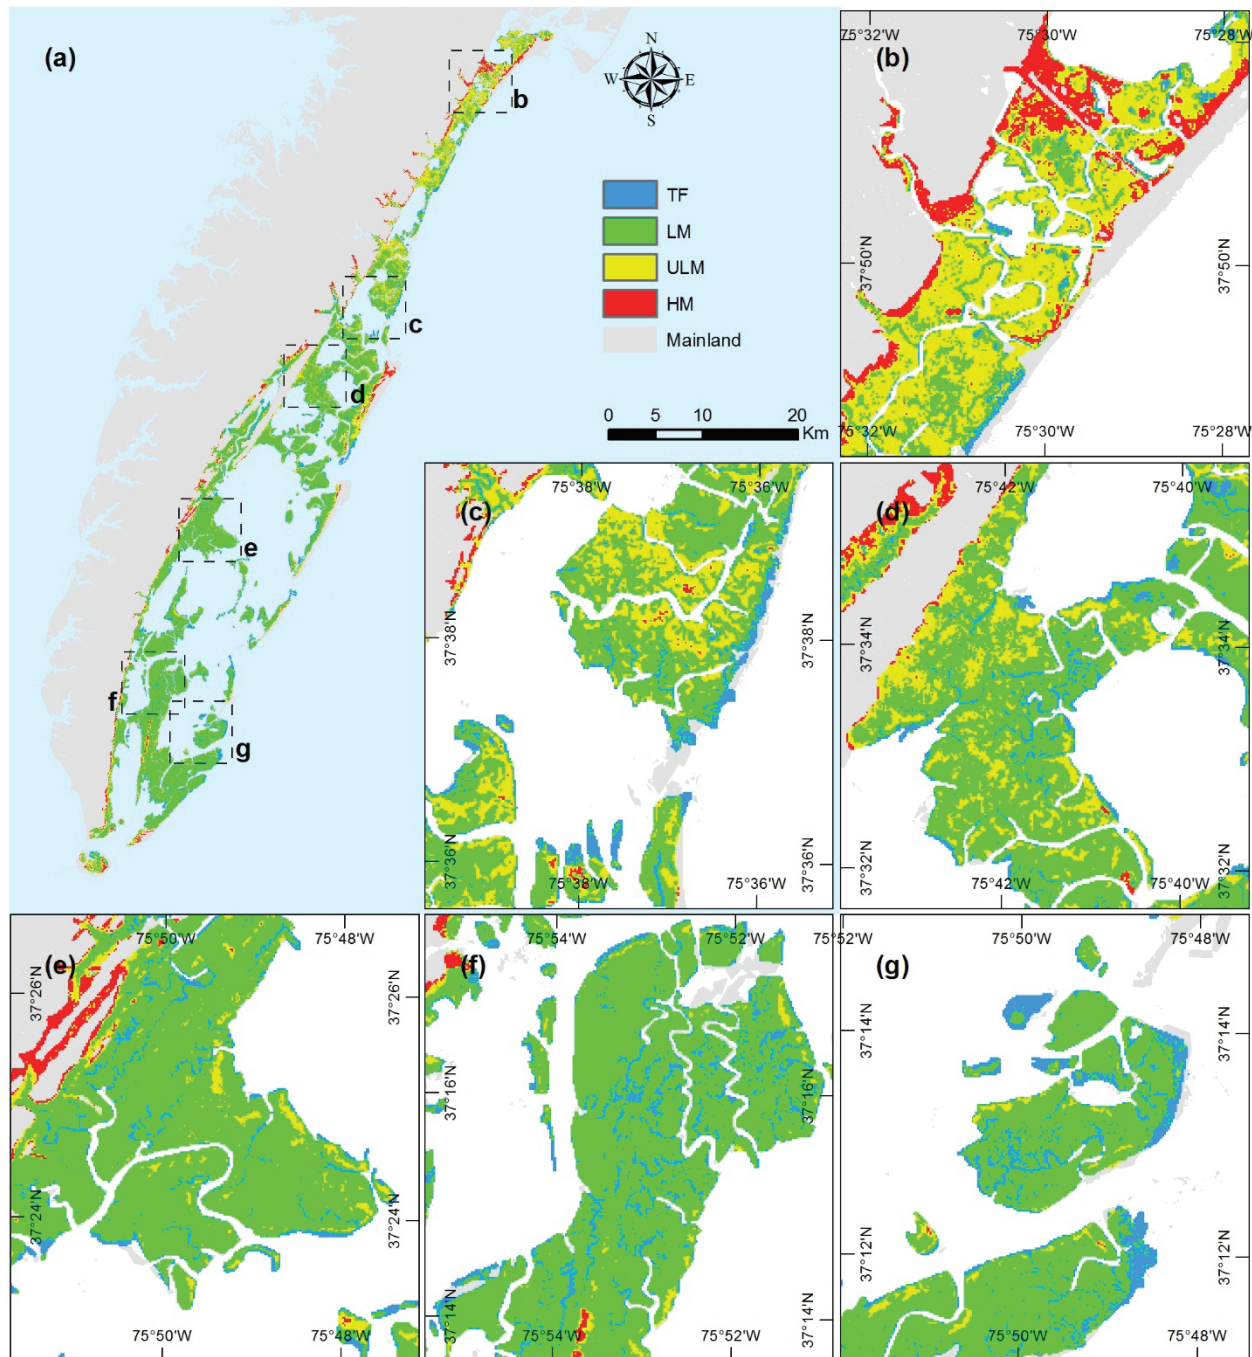 (a)
N
W E
S
b
c
d
e
f
g
TF
LM
ULM
HM
Mainland
0 5 10 20
Km
(b)
75°32'W 75°30'W 75°28'W
37°50'N 37°50'N
75°32'W 75°30'W 75°28'W
(c)
75°38'W 75°36'W
37°38'N 37°38'N
37°36'N 37°36'N
75°38'W 75°36'W
(d)
75°42'W 75°40'W
37°34'N 37°34'N
37°32'N 37°32'N
75°42'W 75°40'W
(e)
75°50'W 75°48'W
37°26'N 37°26'N
37°24'N 37°24'N
75°50'W 75°48'W
(f)
75°54'W 75°52'W
37°16'N 37°16'N
37°14'N 37°14'N
75°54'W 75°52'W
(g)
75°52'W 75°50'W 75°48'W
37°14'N 37°14'N
37°12'N 37°12'N
75°50'W 75°48'W